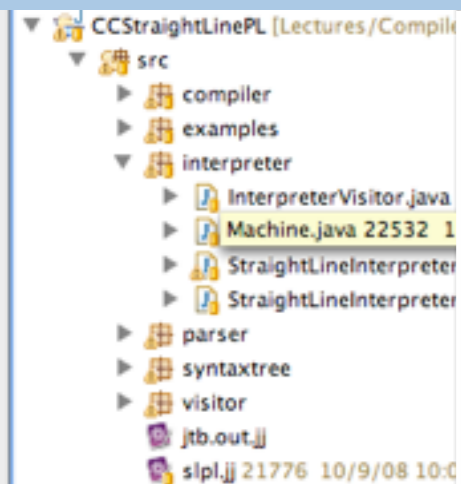 CCStraightLinePL [Lectures/Compile
src
compiler
examples
interpreter
InterpreterVisitor.java
Machine.java 22532 1
StraightLineInterpreter
StraightLineInterpreter
parser
syntaxtree
visitor
jtb.out.jj
slpl.jj 21776 10/9/08 10:0